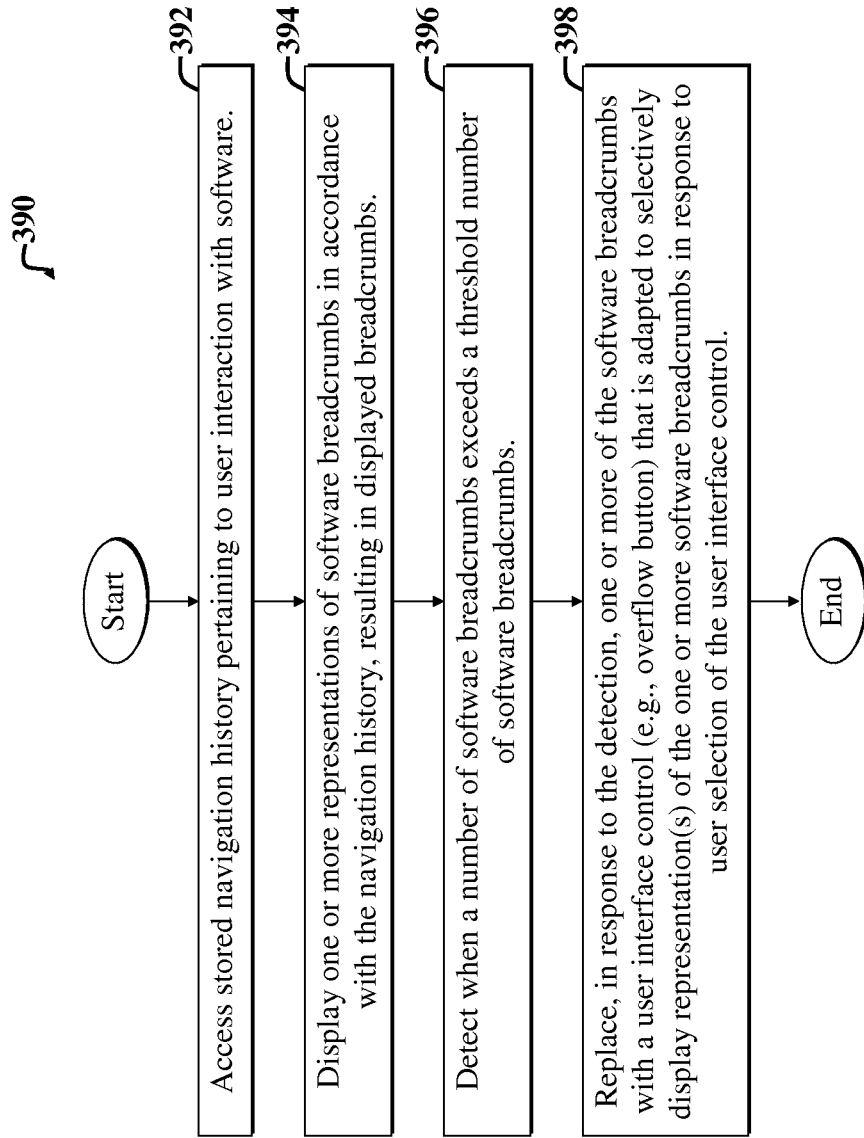 390
Start
392
Access stored navigation history pertaining to user interaction with software.
394
Display one or more representations of software breadcrumbs in accordance
with the navigation history, resulting in displayed breadcrumbs.
396
Detect when a number of software breadcrumbs exceeds a threshold number
of software breadcrumbs.
398
Replace, in response to the detection, one or more of the software breadcrumbs
with a user interface control (e.g., overflow button) that is adapted to selectively
display representation(s) of the one or more software breadcrumbs in response to
user selection of the user interface control.
End